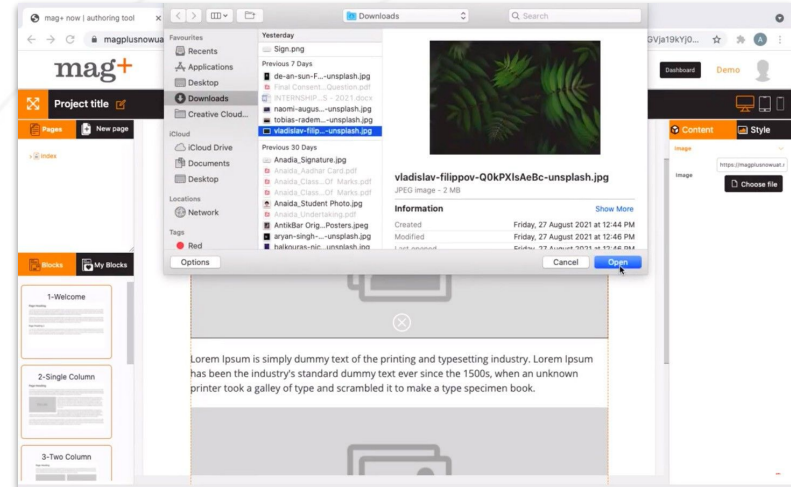 mag+ now | authoring tool
Downloads
Search
magplusnowua
GVja19kYj0...
A
mag+
Dashboard
Demo
Project title
Pages
New page
Index
Blocks
My Blocks
1-Welcome
2-Single Column
3-Two Column
Favourites
Recents
Applications
Desktop
Downloads
Creative Cloud...
iCloud
iCloud Drive
Documents
Desktop
Locations
Network
Tags
Red
Yesterday
Sign.png
Previous 7 Days
de-an-sun-F...-unsplash.jpg
Final Consent...Question.pdf
INTERNSHIP...S - 2021.docx
naomi-augus...-unsplash.jpg
tobias-radem...-unsplash.jpg
vladislav-filip...-unsplash.jpg
Previous 30 Days
Anadia_Signature.jpg
Anaida_Aadhar Card.pdf
Anaida_Class...Of Marks.pdf
Anaida_Class...Of Marks.pdf
Anaida_Student Photo.jpg
Anaida_Undertaking.pdf
AntikBar Orig...Posters.jpeg
aryan-singh-...-unsplash.jpg
vladislav-filippov-Q0kPXIsAeBc-unsplash.jpg
JPEG image - 2 MB
Information
Show More
Created
Friday, 27 August 2021 at 12:44 PM
Modified
Friday, 27 August 2021 at 12:46 PM
Options
Cancel
Open
Lorem Ipsum is simply dummy text of the printing and typesetting industry. Lorem Ipsum
has been the industry's standard dummy text ever since the 1500s, when an unknown
printer took a galley of type and scrambled it to make a type specimen book.
Content
Style
Image
Image
https://magplusnowuat.
Choose file